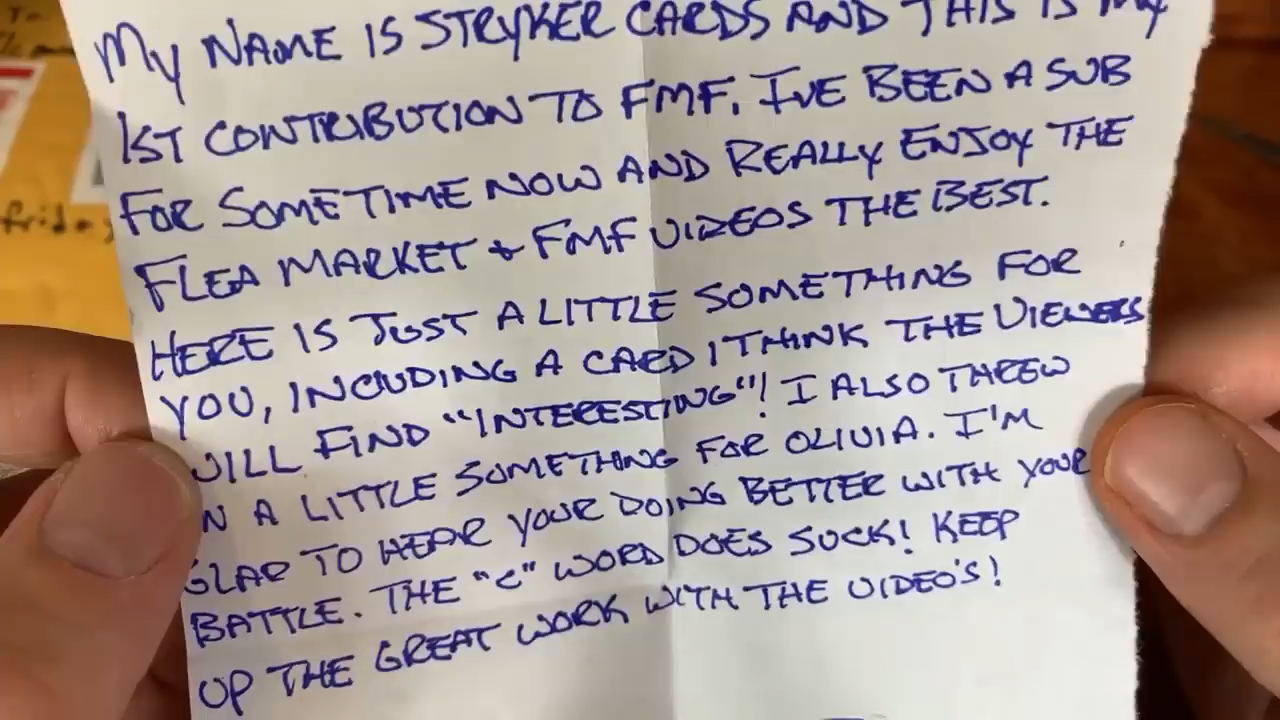 MY NAME IS STRYKER CARDS AND THIS IS MY
1ST CONTRIBUTION TO FMF. I'VE BEEN A SUB
FOR SOMETIME NOW AND REALLY ENJOY THE
FLEA MARKET & FMF VIDEOS THE BEST.
HERE IS JUST A LITTLE SOMETHING FOR
YOU, INCLUDING A CARD I THINK THE VIEWERS
WILL FIND "INTERESTING"! I ALSO THREW
IN A LITTLE SOMETHING FOR OLIVIA. I'M
GLAD TO HEAR YOUR DOING BETTER WITH YOUR
BATTLE. THE "C" WORD DOES SUCK! KEEP
UP THE GREAT WORK WITH THE VIDEO'S!
friday